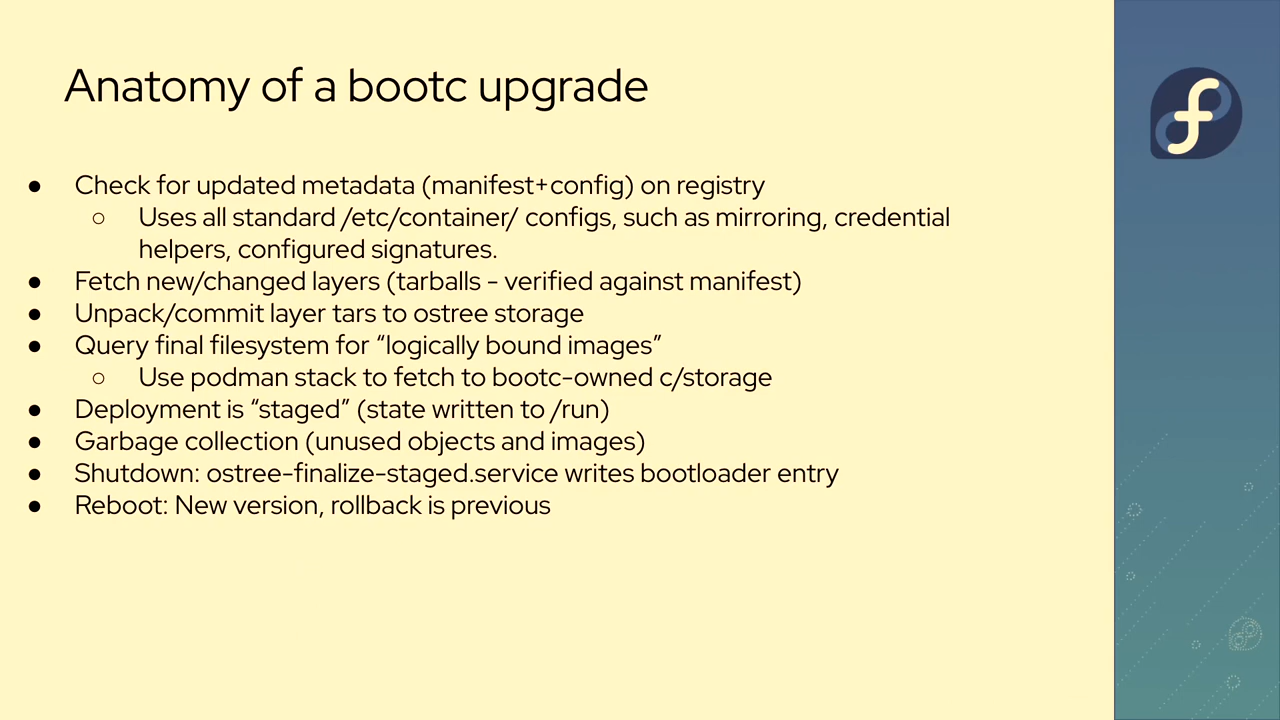 Anatomy of a bootc upgrade
● Check for updated metadata (manifest+config) on registry
○ Uses all standard /etc/container/ configs, such as mirroring, credential
helpers, configured signatures.
● Fetch new/changed layers (tarballs - verified against manifest)
● Unpack/commit layer tars to ostree storage
● Query final filesystem for “logically bound images”
○ Use podman stack to fetch to bootc-owned c/storage
● Deployment is “staged” (state written to /run)
● Garbage collection (unused objects and images)
● Shutdown: ostree-finalize-staged.service writes bootloader entry
● Reboot: New version, rollback is previous